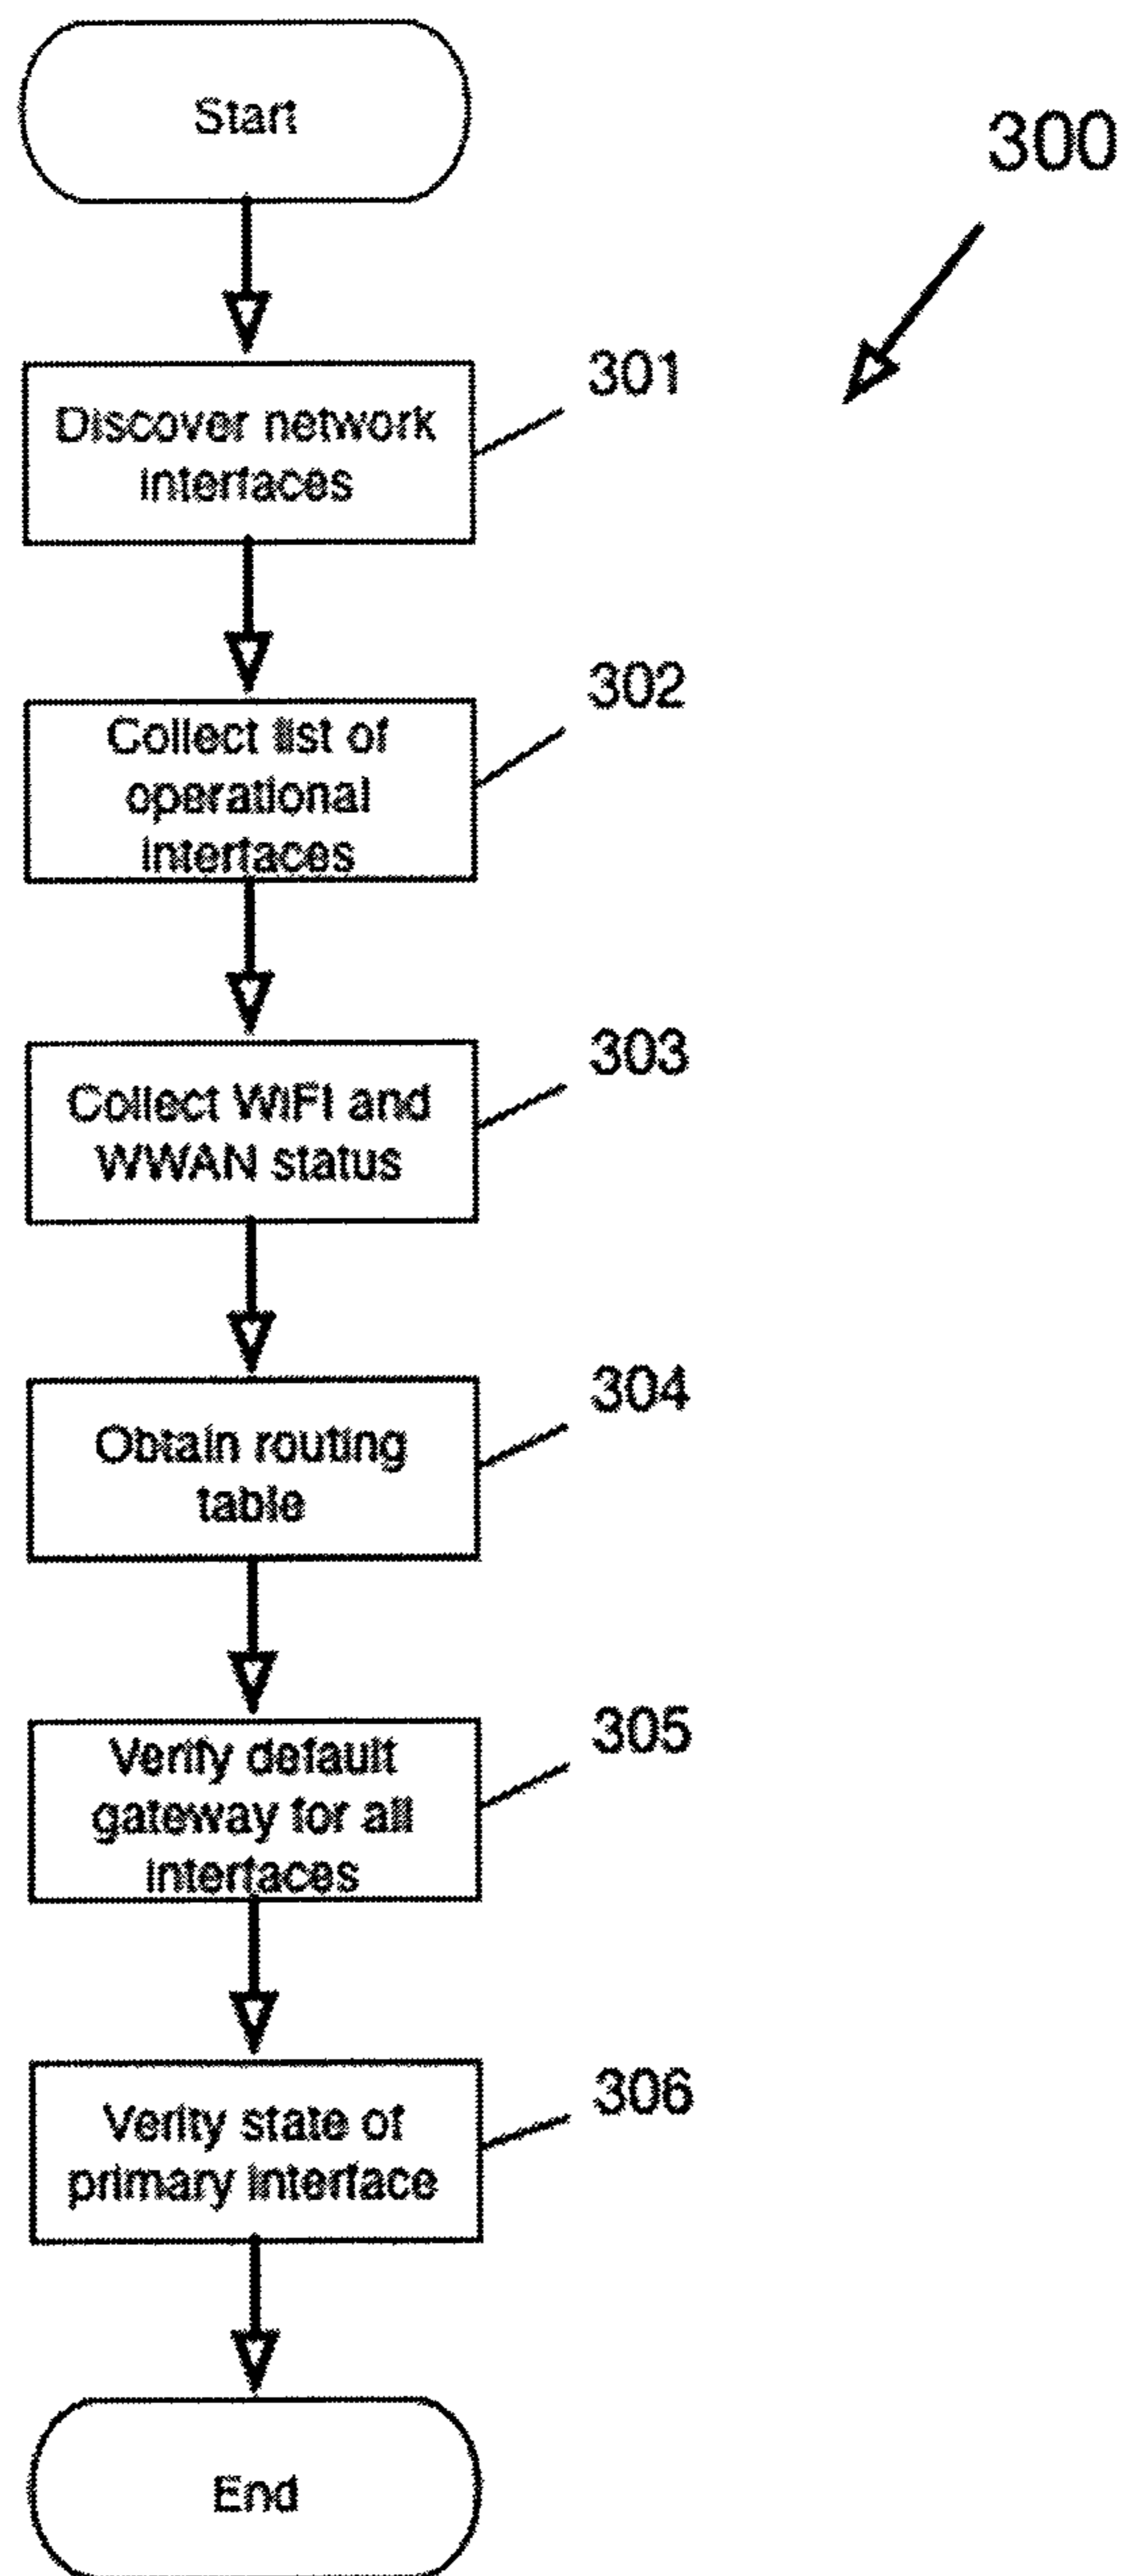 Start
300
301
Discover network
interfaces
302
Collect list of
operational
interfaces
303
Collect WiFi and
WWAN status
304
Obtain routing
table
305
Verify default
gateway for all
interfaces
306
Verify state of
primary interface
End